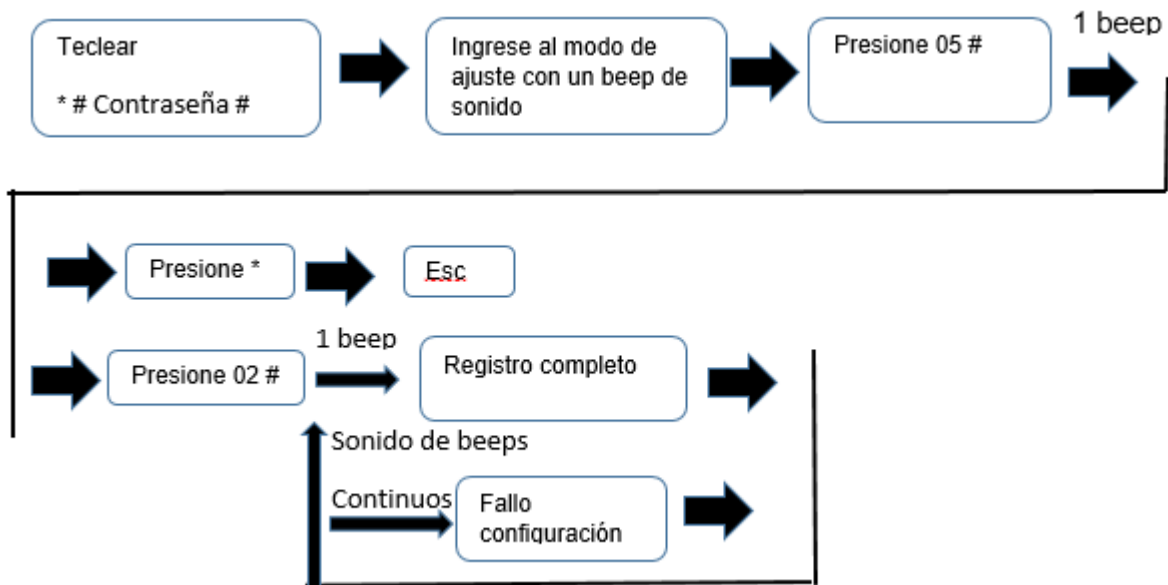 Teclear
* # Contraseña #
Ingrese al modo de
ajuste con un beep de
sonido
Presione 05 #
1 beep
Presione *
Esc
Presione 02 #
1 beep
Registro completo
Sonido de beeps
Continuos
Fallo
configuración